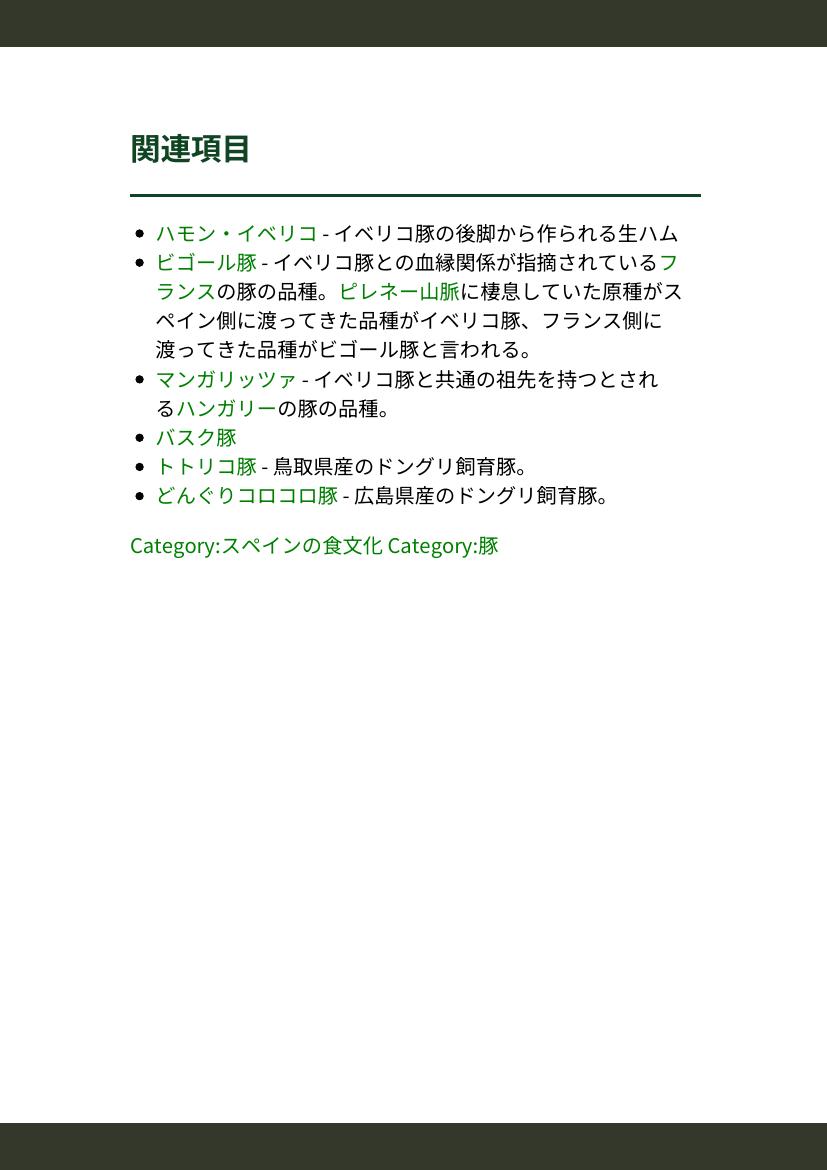 関連項目
ハモン・イベリコ - イベリコ豚の後脚から作られる生ハム
ビゴール豚 - イベリコ豚との血縁関係が指摘されているフ
ランスの豚の品種。ピレネー山脈に棲息していた原種がス
ペイン側に渡ってきた品種がイベリコ豚、フランス側に
渡ってきた品種がビゴール豚と言われる。
マンガリッツァ - イベリコ豚と共通の祖先を持つとされ
るハンガリーの豚の品種。
バスク豚
トトリコ豚 - 鳥取県産のドングリ飼育豚。
どんぐりコロコロ豚 - 広島県産のドングリ飼育豚。
Category:スペインの食文化 Category:豚